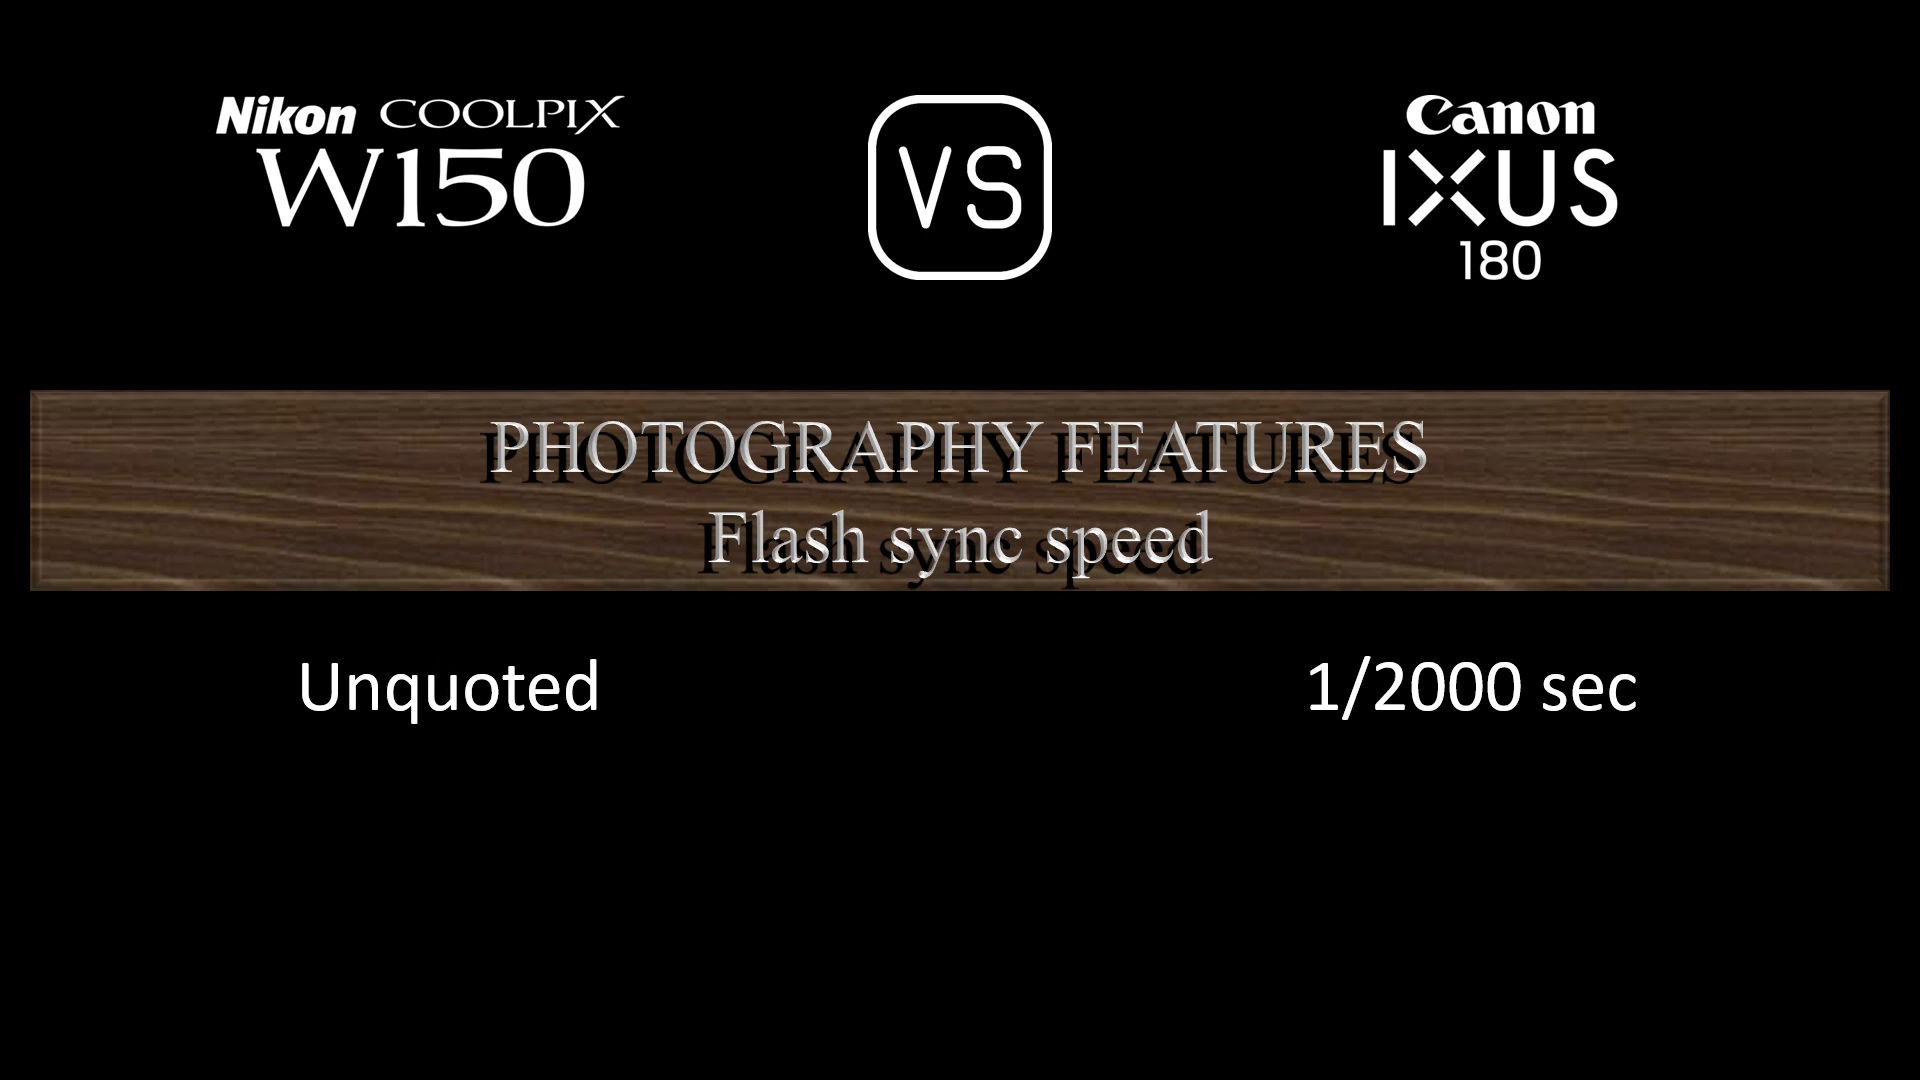 Nikon COOLPIX
W150
VS
Canon
IXUS
180
PHOTOGRAPHY FEATURES
Flash sync speed
Unquoted
1/2000 sec